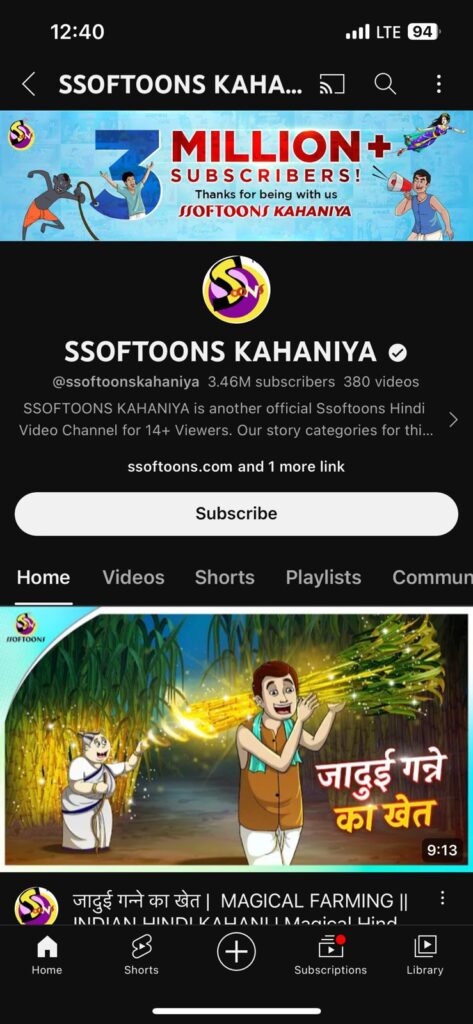 12:40
LTE 94
SSOFTOONS KAHA...
3 MILLION+
SUBSCRIBERS!
Thanks for being with us
SSOFTOONS KAHANIYA
SSOFTOONS KAHANIYA
@ssoftoonskahaniya 3.46M subscribers 380 videos
SSOFTOONS KAHANIYA is another official Ssoftoons Hindi
Video Channel for 14+ Viewers. Our story categories for thi...
ssoftoons.com and 1 more link
Subscribe
Home Videos Shorts Playlists Commun
SSOFTOONS
जादुई गन्ने
का खेत
9:13
जादुई गन्ने का खेत | MAGICAL FARMING ||
INDIAN HINDI KAHANI | Magical Hind
Home Shorts Subscriptions Library